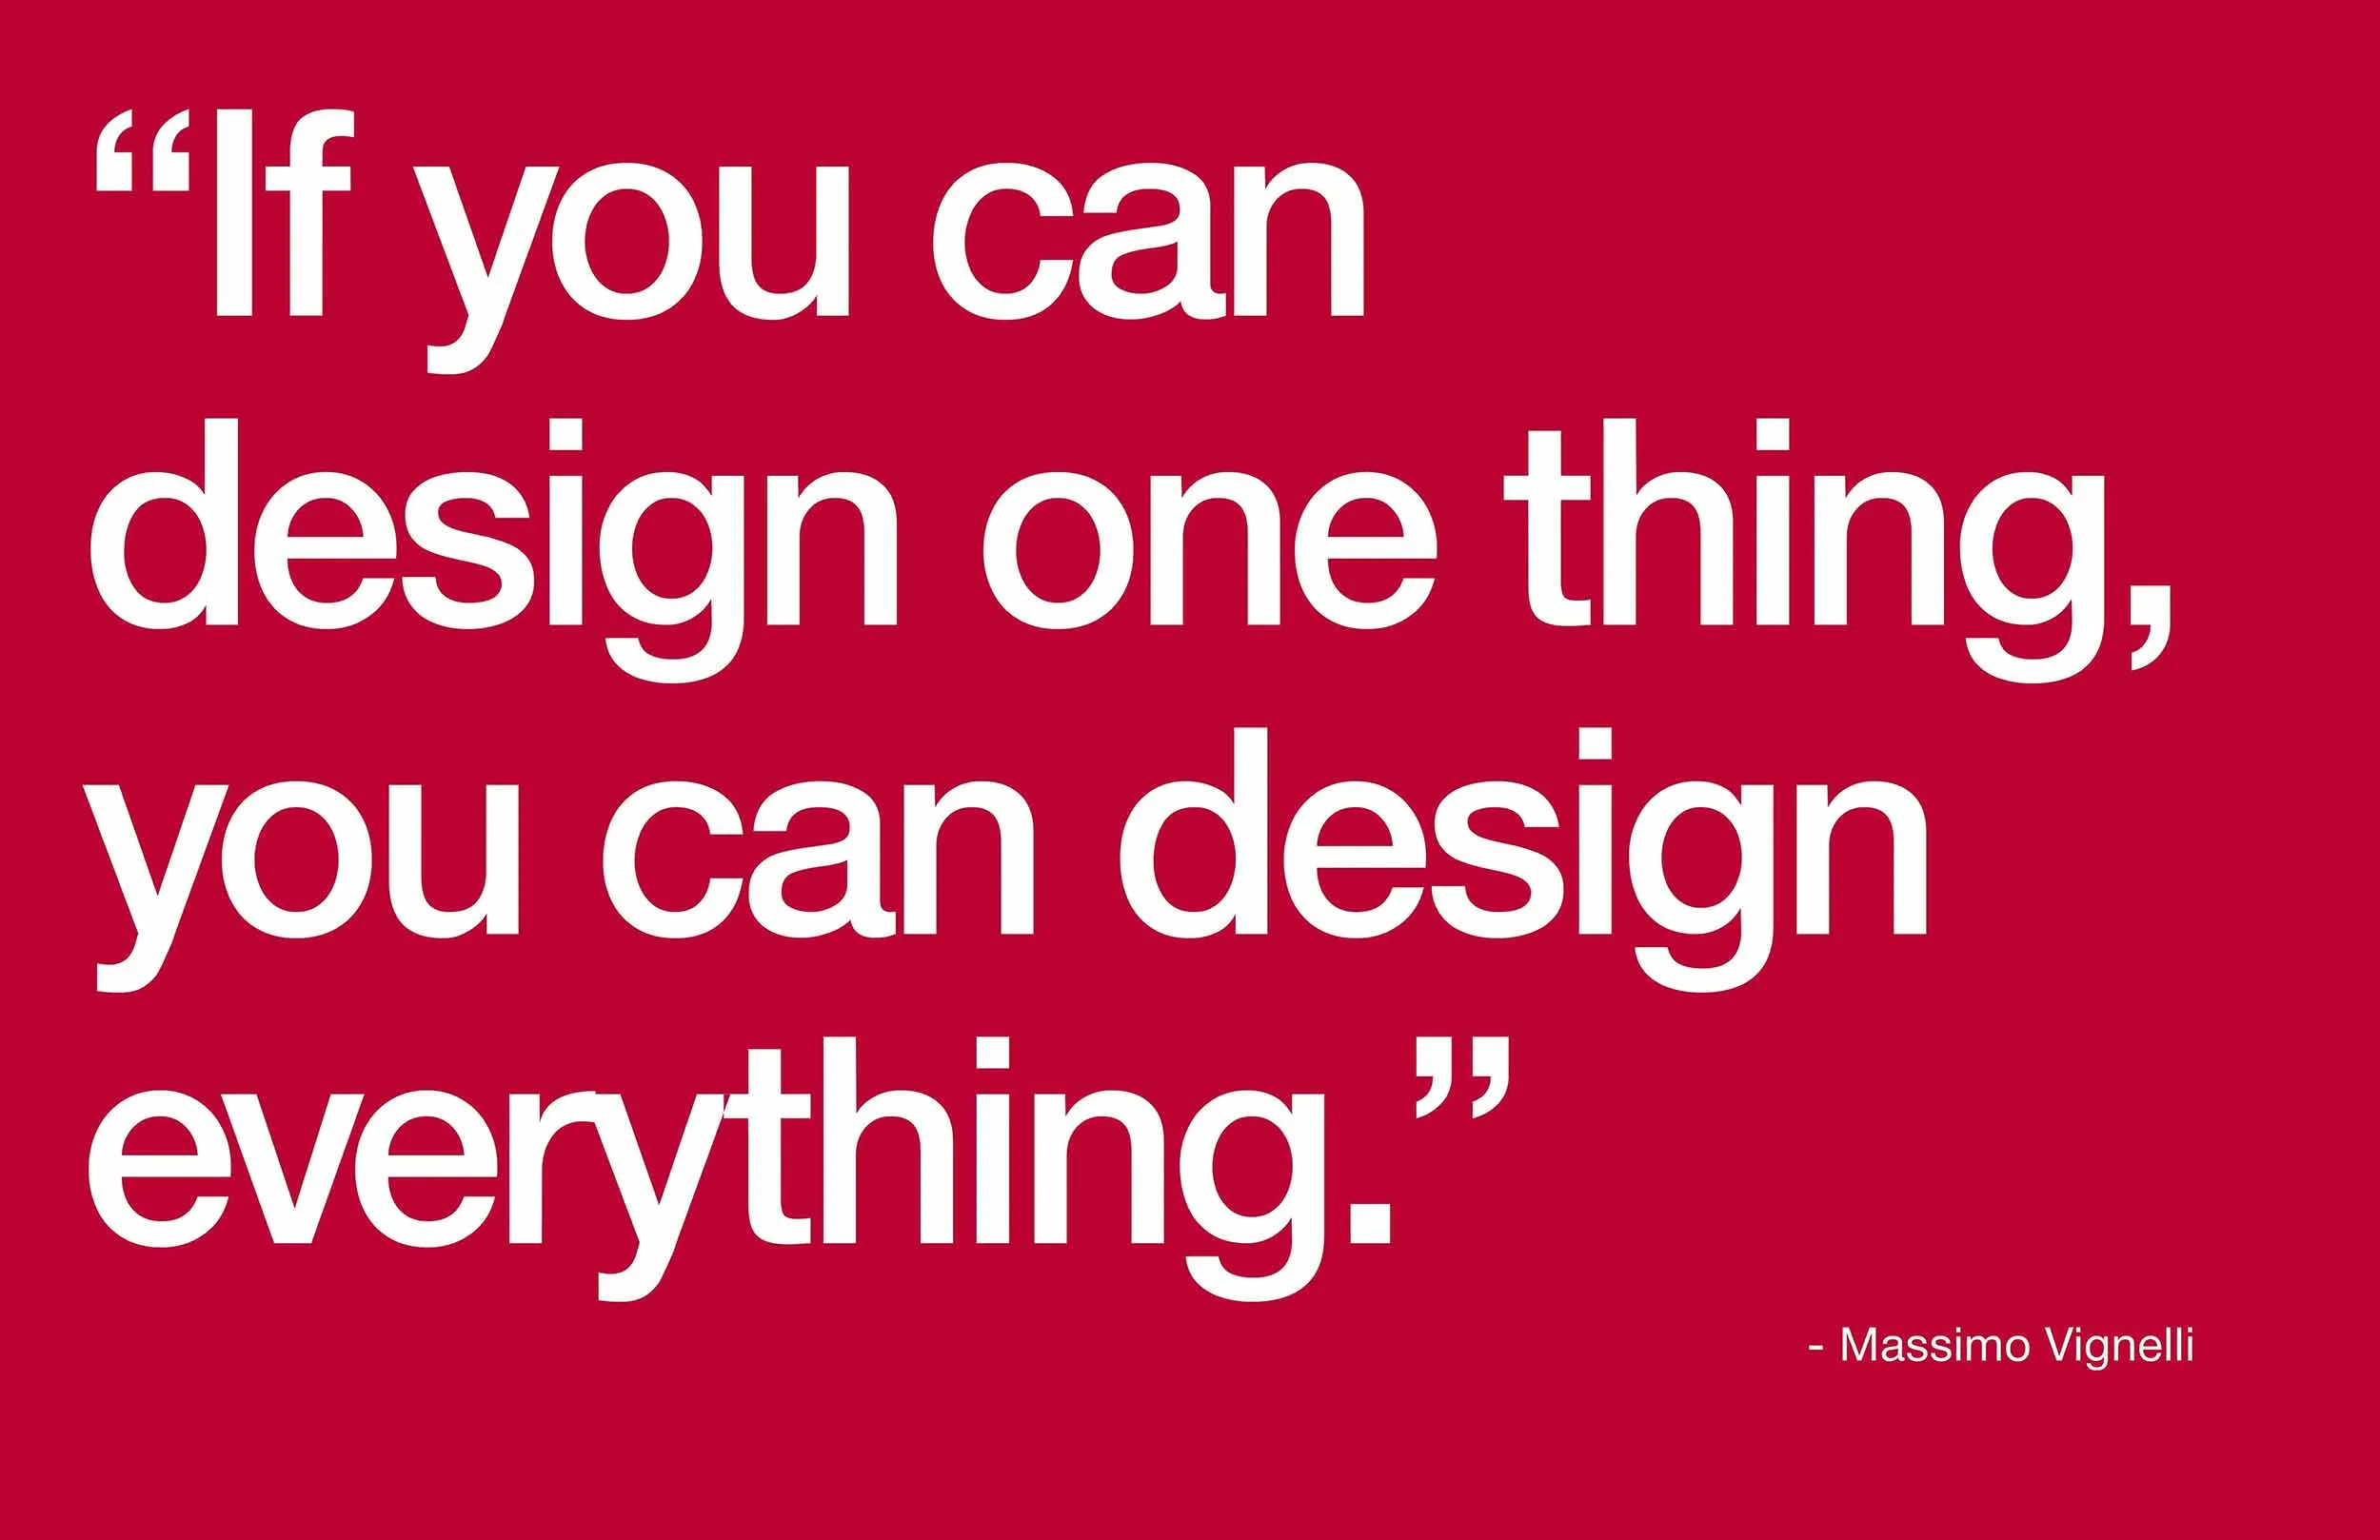 “If you can
design one thing,
you can design
everything.”
- Massimo Vignelli